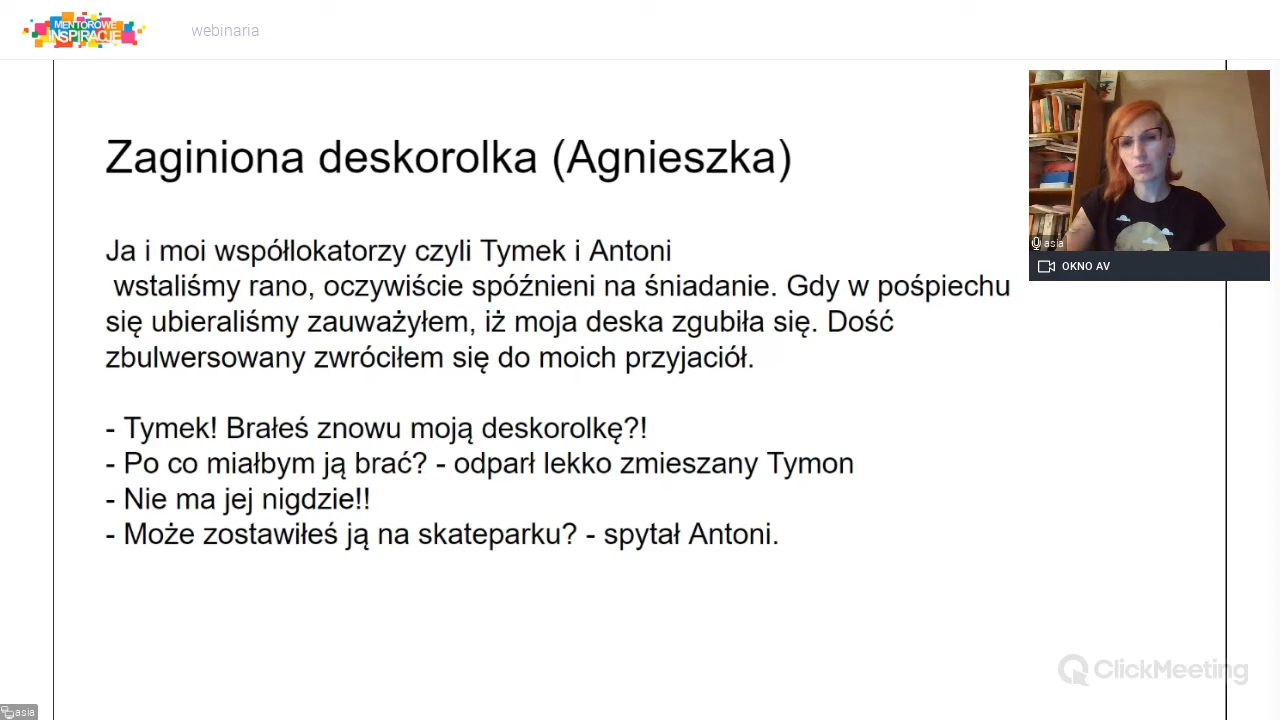 MENTOROWE
INSPIRACJE
webinaria
Zaginiona deskorolka (Agnieszka)
Ja i moi współlokatorzy czyli Tymek i Antoni
wstaliśmy rano, oczywiście spóźnieni na śniadanie. Gdy w pośpiechu
się ubieraliśmy zauważyłem, iż moja deska zgubiła się. Dość
zbulwersowany zwróciłem się do moich przyjaciół.
- Tymek! Brałeś znowu moją deskorolkę?!
- Po co miałbym ją brać? - odparł lekko zmieszany Tymon
- Nie ma jej nigdzie!!
- Może zostawiłeś ją na skateparku? - spytał Antoni.
asia
OKNO AV
ClickMeeting
asia